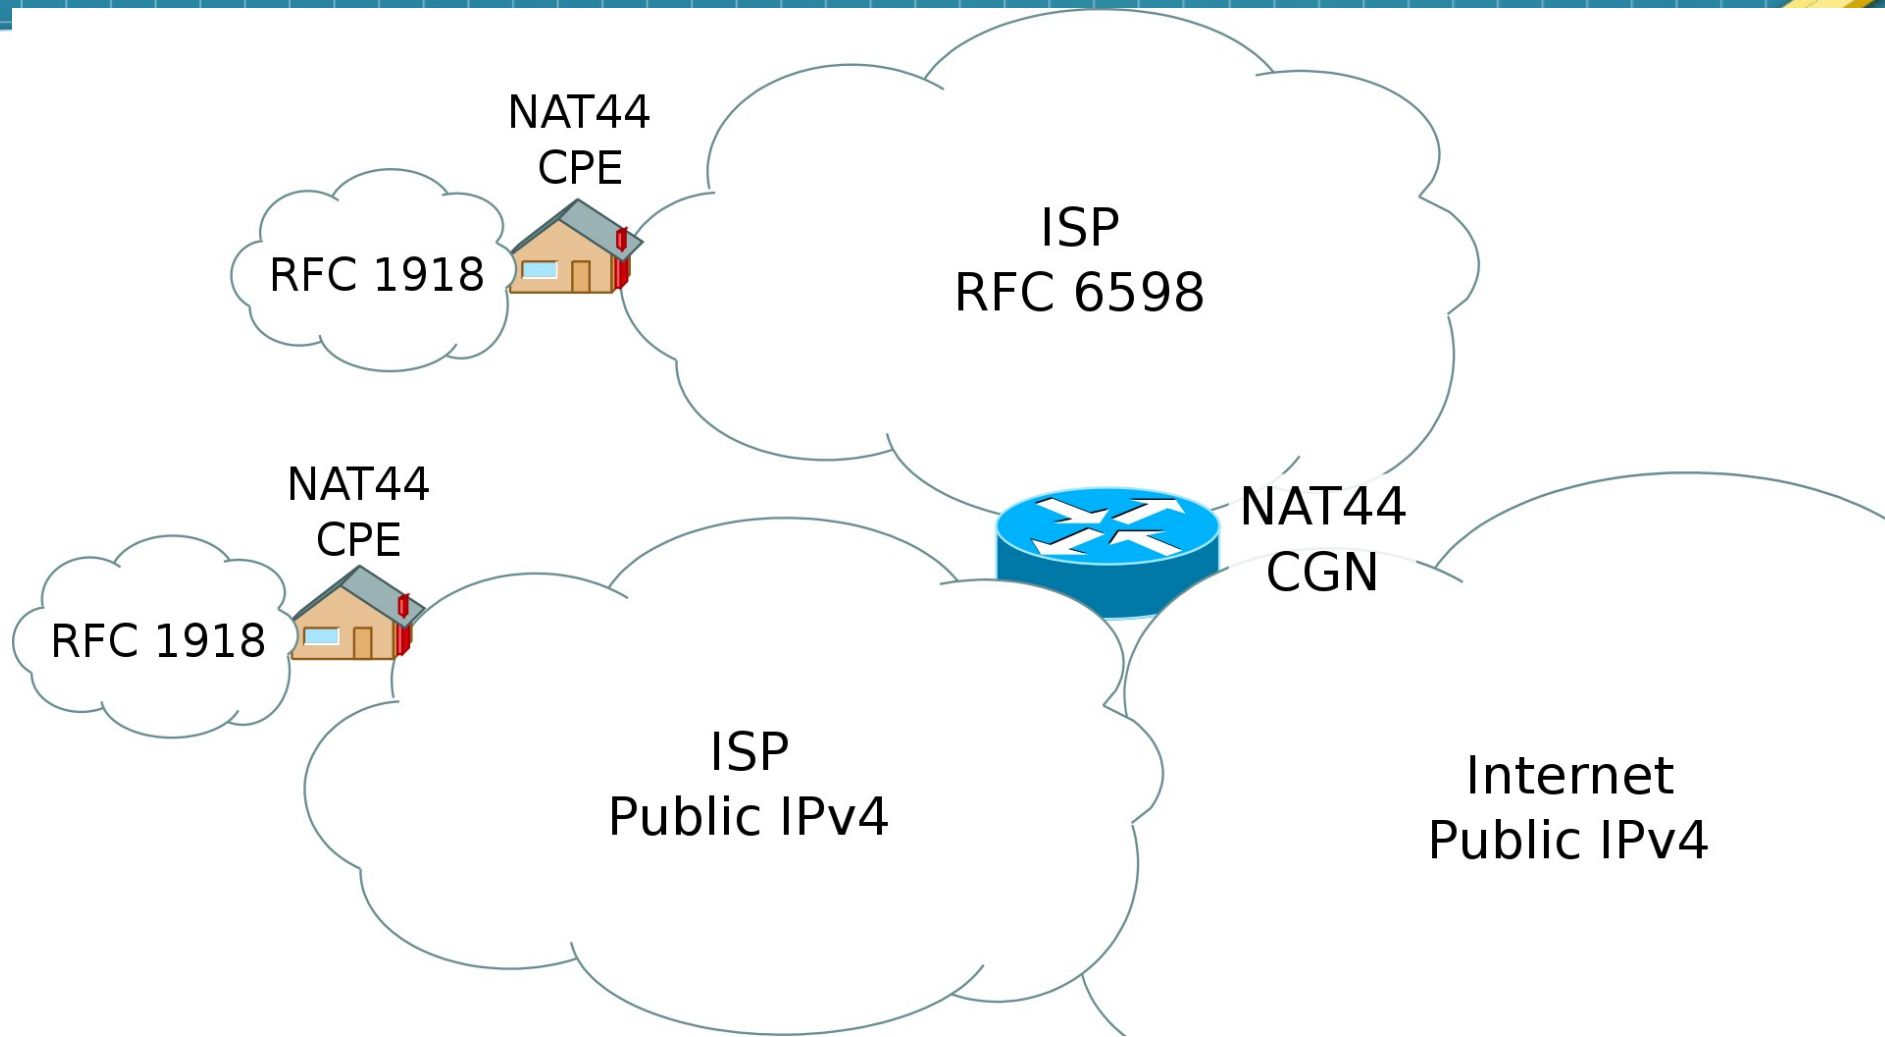 NAT44
CPE
RFC 1918
ISP
RFC 6598
NAT44
CGN
NAT44
CPE
RFC 1918
ISP
Public IPv4
Internet
Public IPv4